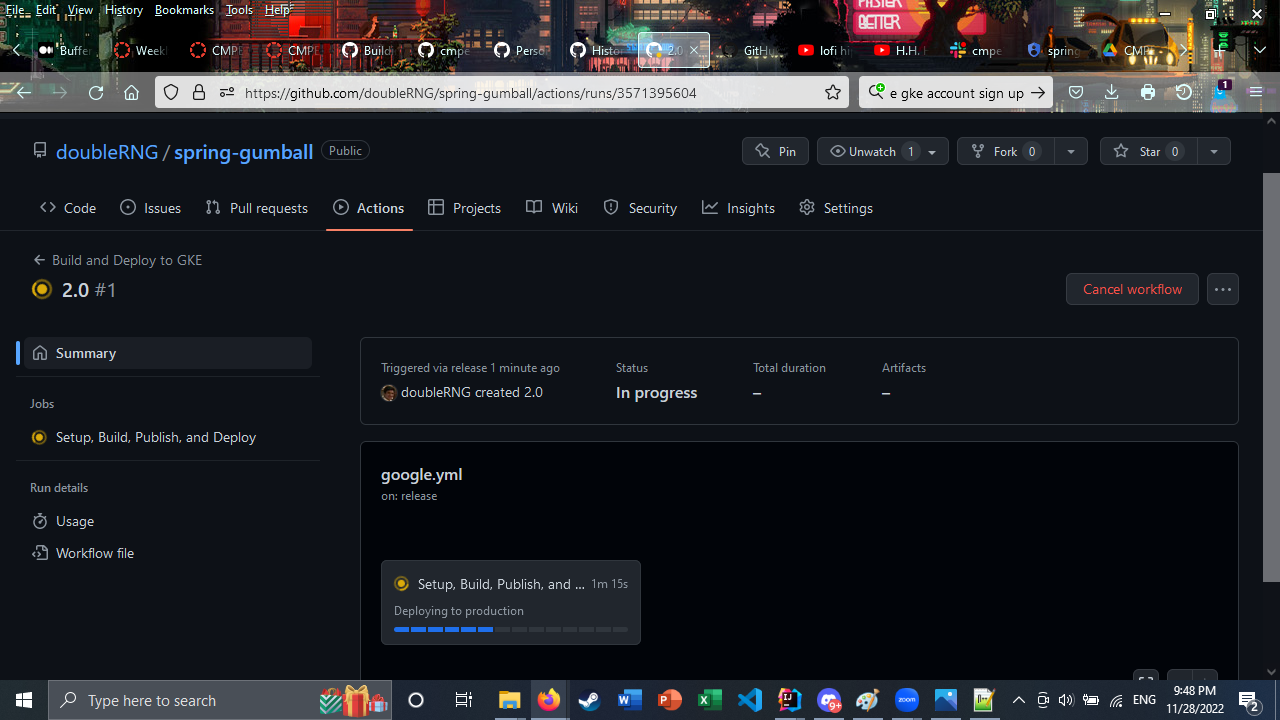 File Edit View History Bookmarks Tools Help
FASTER
BETTER
Buffer
Week
CMPE
CMPE
Build
cmpe
Perso
Histo
2.0
GitHu
lofi hi
H.H.
cmpe
spring
CMP
https://github.com/doubleRNG/spring-gumball/actions/runs/3571395604
e gke account sign up
1
doubleRNG / spring-gumball Public
Pin
Unwatch 1
Fork 0
Star 0
Code
Issues
Pull requests
Actions
Projects
Wiki
Security
Insights
Settings
Build and Deploy to GKE
2.0 #1
Cancel workflow
Summary
Jobs
Setup, Build, Publish, and Deploy
Run details
Usage
Workflow file
Triggered via release 1 minute ago
doubleRNG created 2.0
Status
In progress
Total duration
–
Artifacts
–
google.yml
on: release
Setup, Build, Publish, and ... 1m 15s
Deploying to production
Type here to search
9+
zoom
ENG
9:48 PM
11/28/2022
2